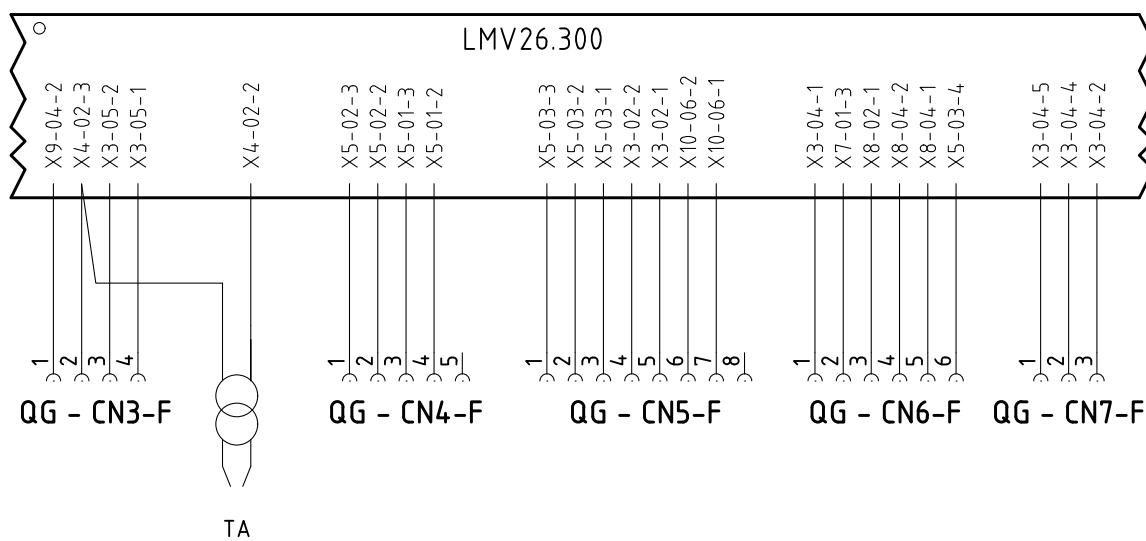 LMV26.300
X9-04-2
X4-02-3
X3-05-2
X3-05-1
X4-02-2
X5-02-3
X5-02-2
X5-01-3
X5-01-2
X5-03-3
X5-03-2
X5-03-1
X3-02-2
X3-02-1
X10-06-2
X10-06-1
X3-04-1
X7-01-3
X8-02-1
X8-04-2
X8-04-1
X5-03-4
X3-04-5
X3-04-4
X3-04-2
1 2 3 4
1 2 3 4 5
1 2 3 4 5 6 7 8
1 2 3 4 5 6
1 2 3
QG - CN3-F
QG - CN4-F
QG - CN5-F
QG - CN6-F
QG - CN7-F
TA